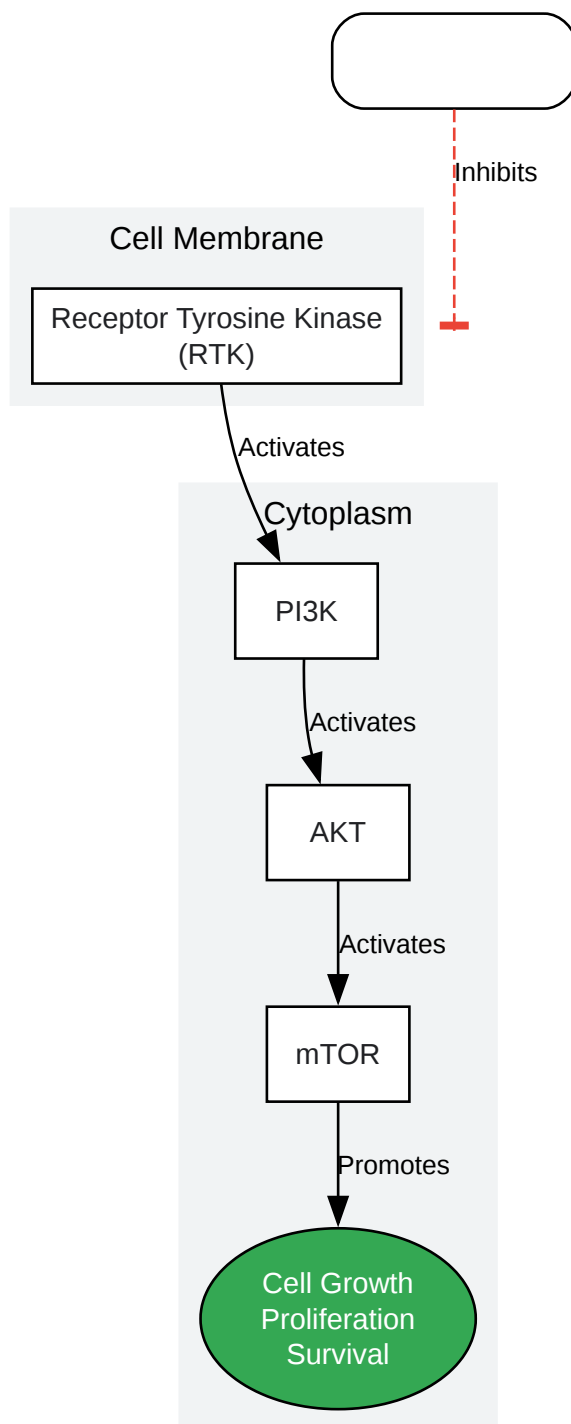 Inhibits
Cell Membrane
Receptor Tyrosine Kinase
(RTK)
Activates
Cytoplasm
PI3K
Activates
AKT
Activates
mTOR
Promotes
Cell Growth
Proliferation
Survival